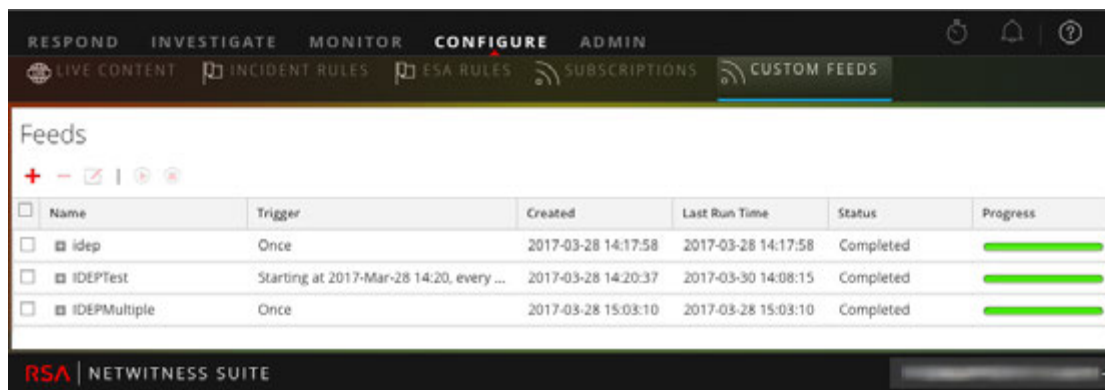 RESPOND INVESTIGATE MONITOR CONFIGURE ADMIN
LIVE CONTENT INCIDENT RULES ESA RULES SUBSCRIPTIONS CUSTOM FEEDS
Feeds
Name Trigger Created Last Run Time Status Progress
idep Once 2017-03-28 14:17:58 2017-03-28 14:17:58 Completed
IDEPTest Starting at 2017-Mar-28 14:20, every ... 2017-03-28 14:20:37 2017-03-30 14:08:15 Completed
IDEPMultiple Once 2017-03-28 15:03:10 2017-03-28 15:03:10 Completed
RSA | NETWITNESS SUITE